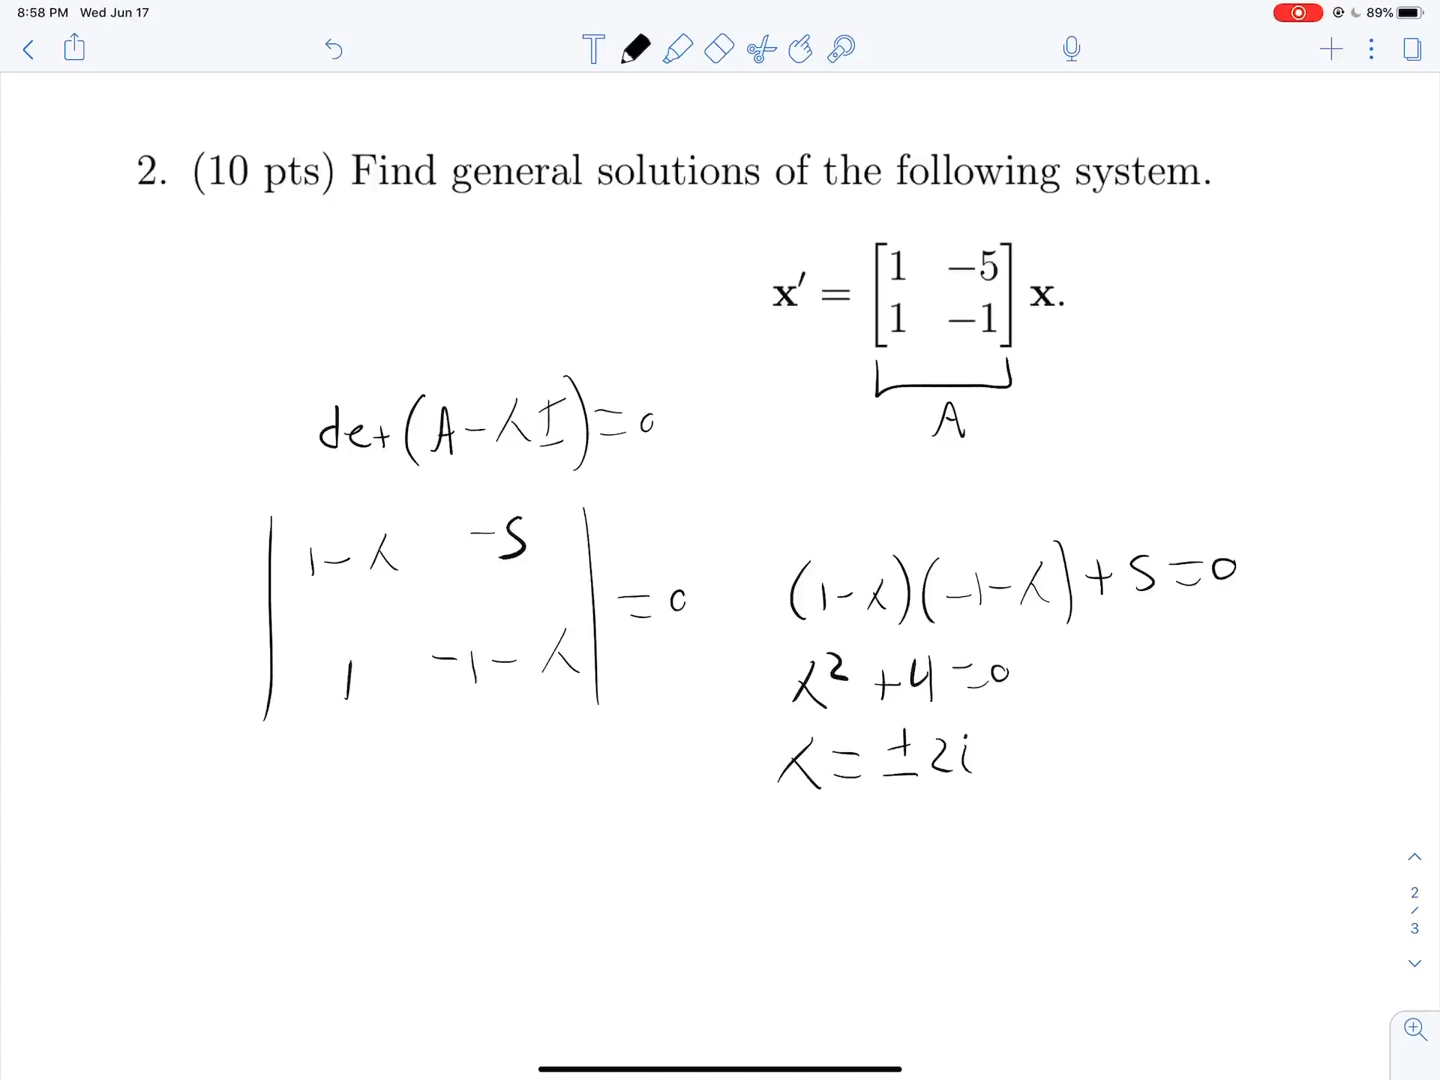 8:58 PM Wed Jun 17
89%
2. (10 pts) Find general solutions of the following system.
x′ = [1 −5
1 −1] x.
A
det(A−λI)=0
|1−λ −5
1 −1−λ| =0
(1−λ)(−1−λ)+5=0
λ²+4=0
λ=±2i
2
/
3